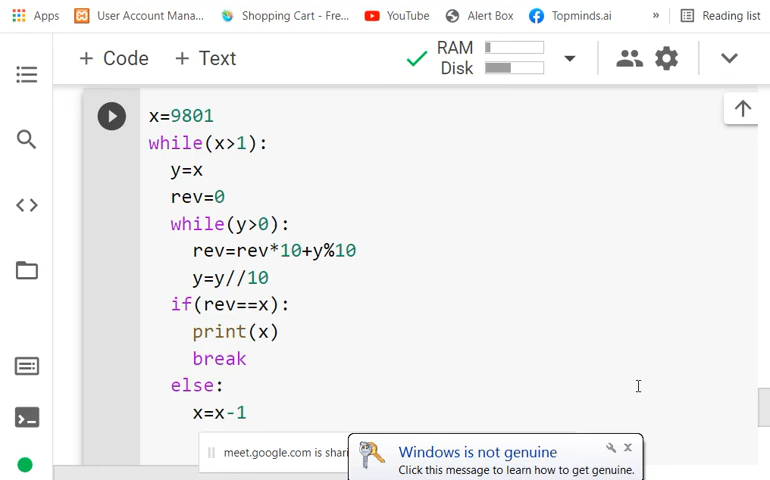 Apps User Account Mana... Shopping Cart - Fre... YouTube Alert Box Topminds.ai » Reading list
+ Code + Text RAM
Disk
x=9801
while(x>1):
y=x
rev=0
while(y>0):
rev=rev*10+y%10
y=y//10
if(rev==x):
print(x)
break
else:
x=x-1
meet.google.com is shari
Windows is not genuine
Click this message to learn how to get genuine.